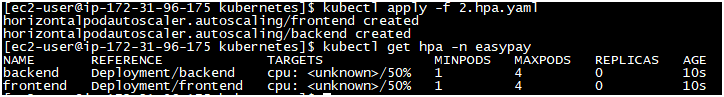 [ec2-user@ip-172-31-96-175 kubernetes]$ kubectl apply -f 2.hpa.yaml
horizontalpodautoscaler.autoscaling/frontend created
horizontalpodautoscaler.autoscaling/backend created
[ec2-user@ip-172-31-96-175 kubernetes]$ kubectl get hpa -n easypay
NAME REFERENCE TARGETS MINPODS MAXPODS REPLICAS AGE
backend Deployment/backend cpu: <unknown>/50% 1 4 0 10s
frontend Deployment/frontend cpu: <unknown>/50% 1 4 0 10s